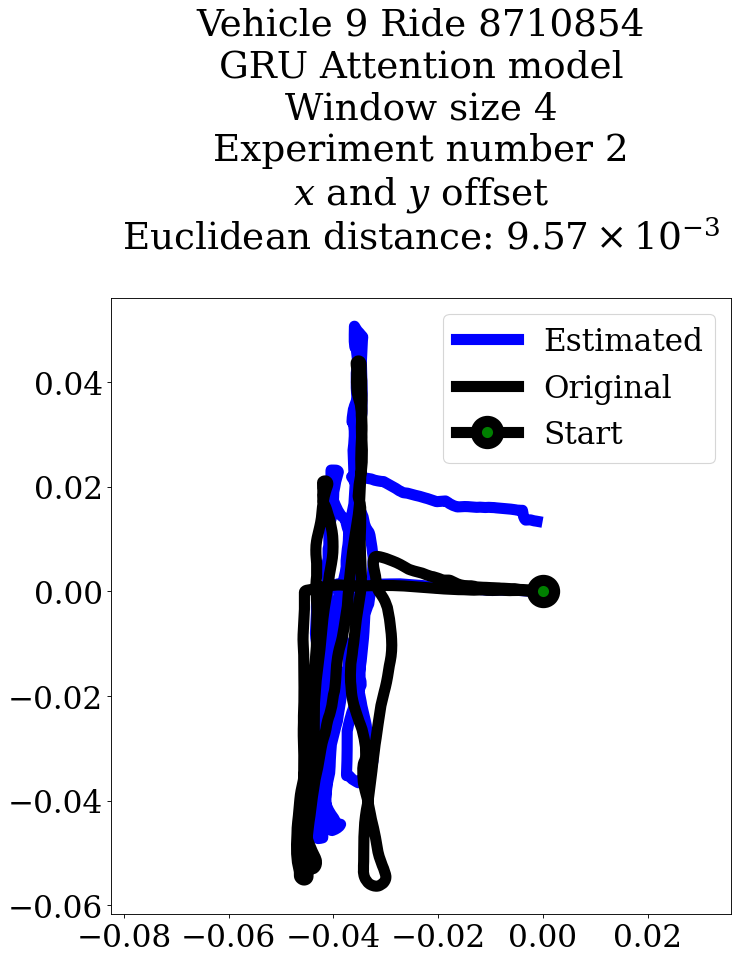 Vehicle 9 Ride 8710854
GRU Attention model
Window size 4
Experiment number 2
x and y offset
Euclidean distance: 9.57 × 10⁻³
Estimated
Original
Start
0.04
0.02
0.00
−0.02
−0.04
−0.06
−0.08 −0.06 −0.04 −0.02 0.00 0.02